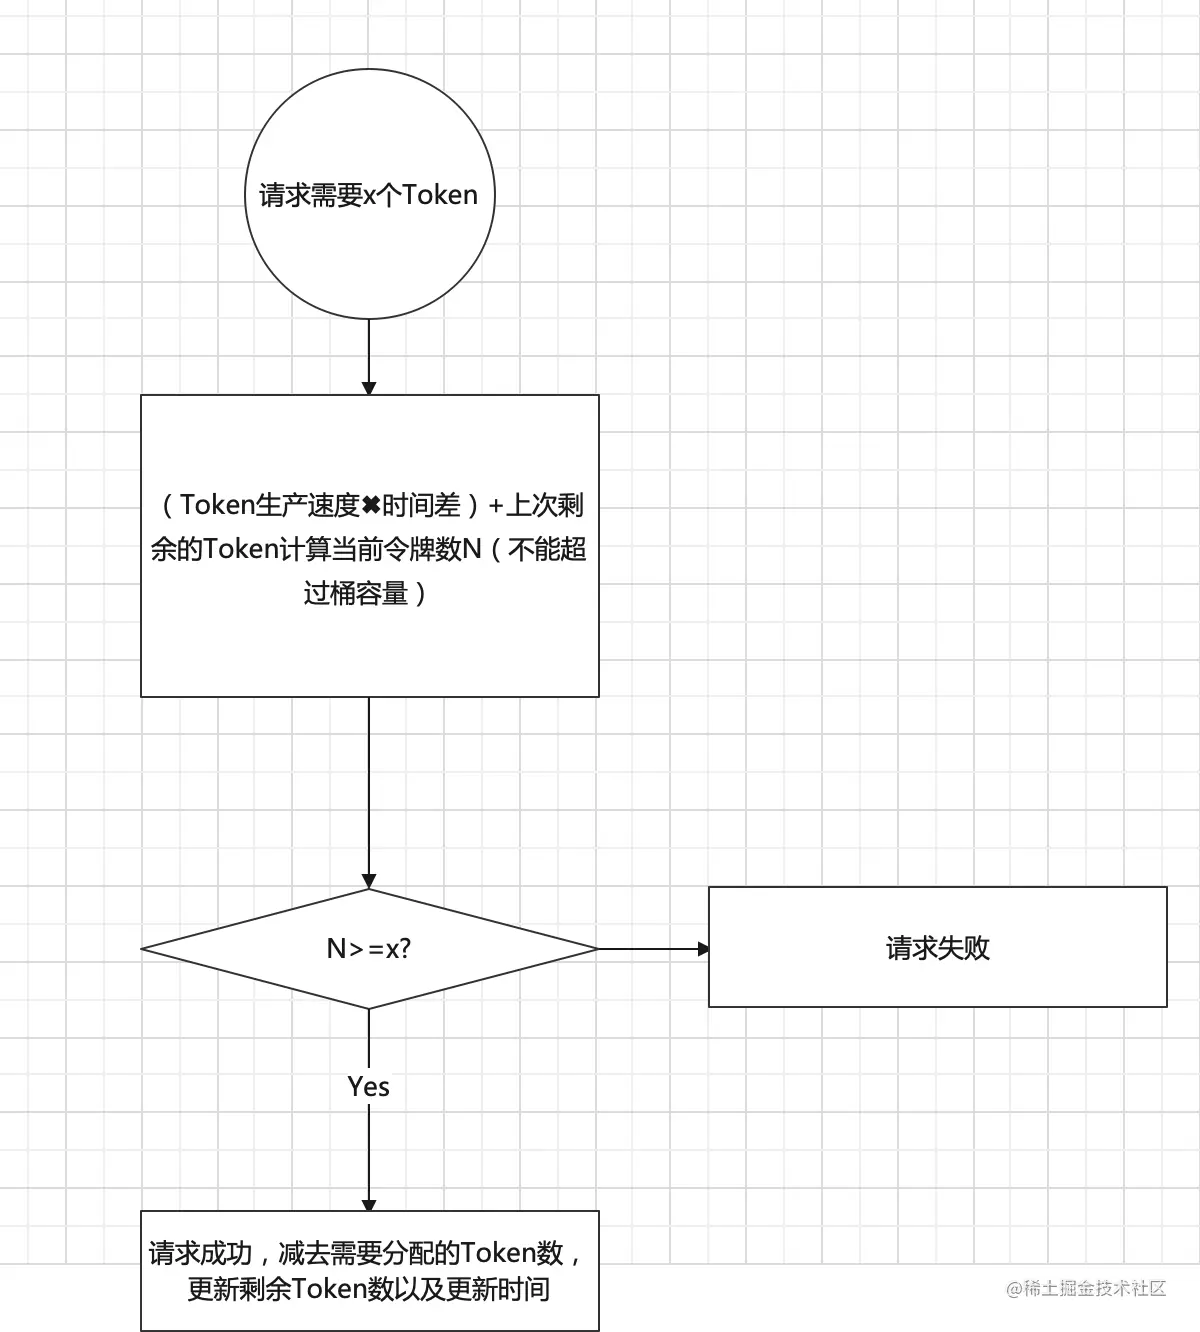 请求需要x个Token
（Token生产速度✖时间差）+上次剩
余的Token计算当前令牌数N（不能超
过桶容量）
N>=x?
请求失败
Yes
请求成功，减去需要分配的Token数，
更新剩余Token数以及更新时间
@稀土掘金技术社区